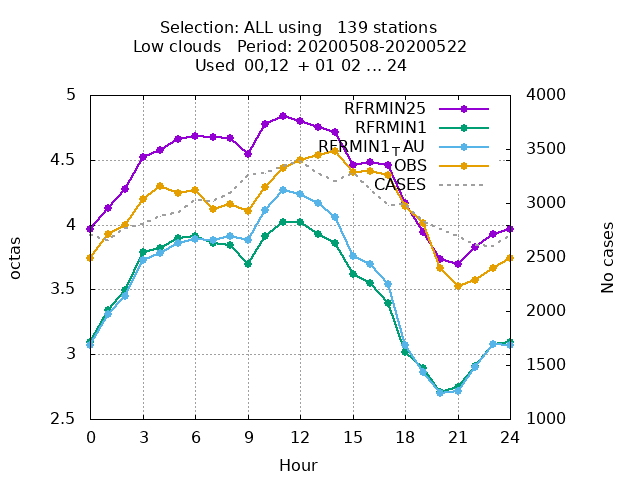 Selection: ALL using   139 stations
Low clouds   Period: 20200508-20200522
Used  00,12  + 01 02 ... 24
5
4.5
4
3.5
3
2.5
octas
4000
3500
3000
2500
2000
1500
1000
No cases
RFRMIN25
RFRMIN1
RFRMIN1┬AU
OBS
CASES
0 3 6 9 12 15 18 21 24
Hour